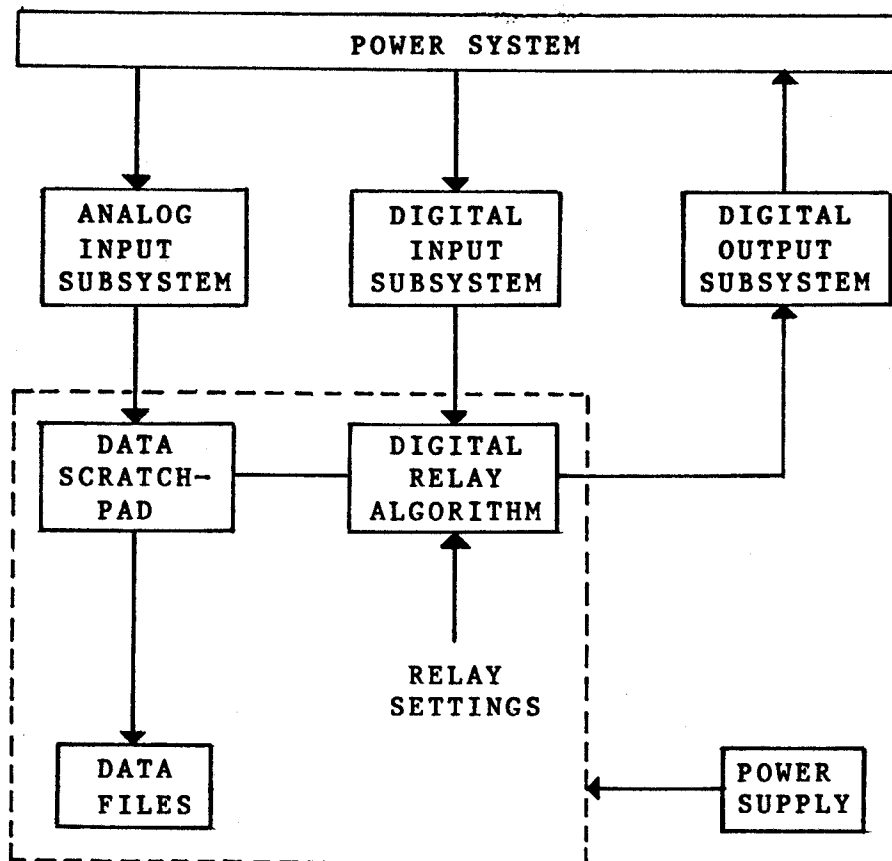 POWER SYSTEM
ANALOG
INPUT
SUBSYSTEM
DIGITAL
INPUT
SUBSYSTEM
DIGITAL
OUTPUT
SUBSYSTEM
DATA
SCRATCH-
PAD
DIGITAL
RELAY
ALGORITHM
RELAY
SETTINGS
DATA
FILES
POWER
SUPPLY